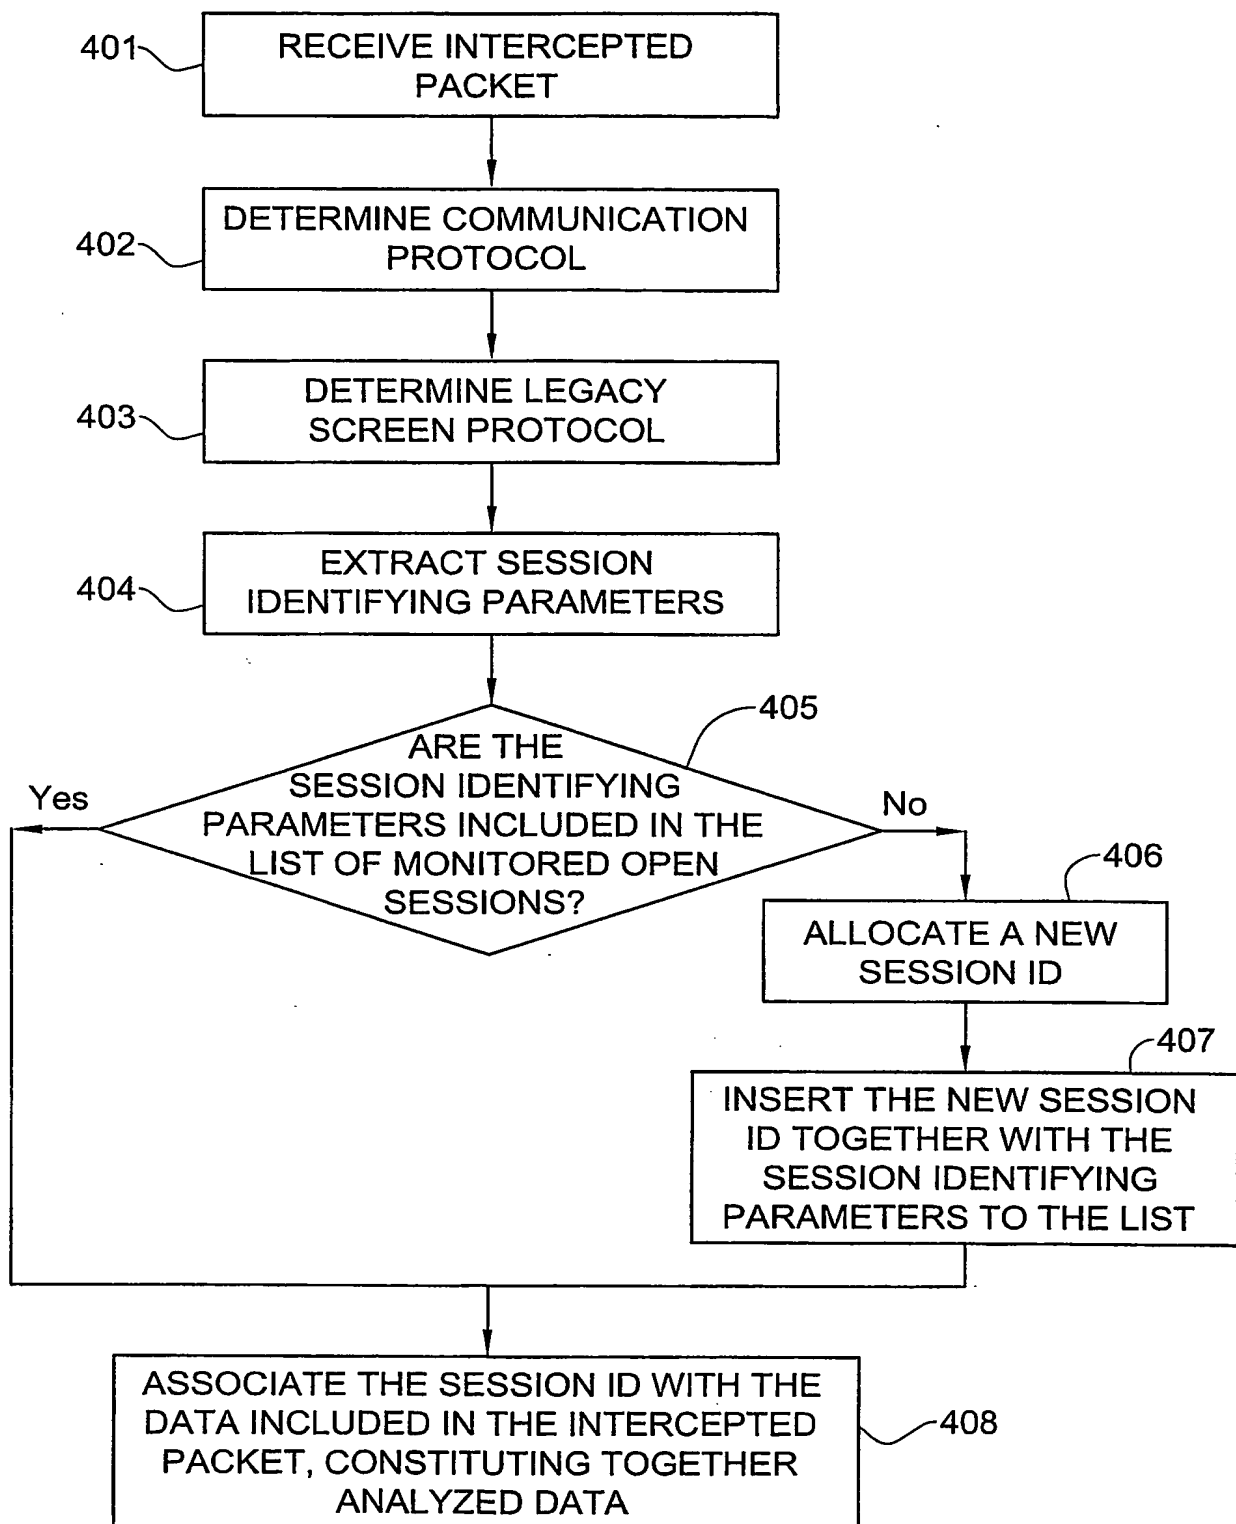 401
RECEIVE INTERCEPTED
PACKET
402
DETERMINE COMMUNICATION
PROTOCOL
403
DETERMINE LEGACY
SCREEN PROTOCOL
404
EXTRACT SESSION
IDENTIFYING PARAMETERS
405
ARE THE
SESSION IDENTIFYING
PARAMETERS INCLUDED IN THE
LIST OF MONITORED OPEN
SESSIONS?
Yes
No
406
ALLOCATE A NEW
SESSION ID
407
INSERT THE NEW SESSION
ID TOGETHER WITH THE
SESSION IDENTIFYING
PARAMETERS TO THE LIST
ASSOCIATE THE SESSION ID WITH THE
DATA INCLUDED IN THE INTERCEPTED
PACKET, CONSTITUTING TOGETHER
ANALYZED DATA
408